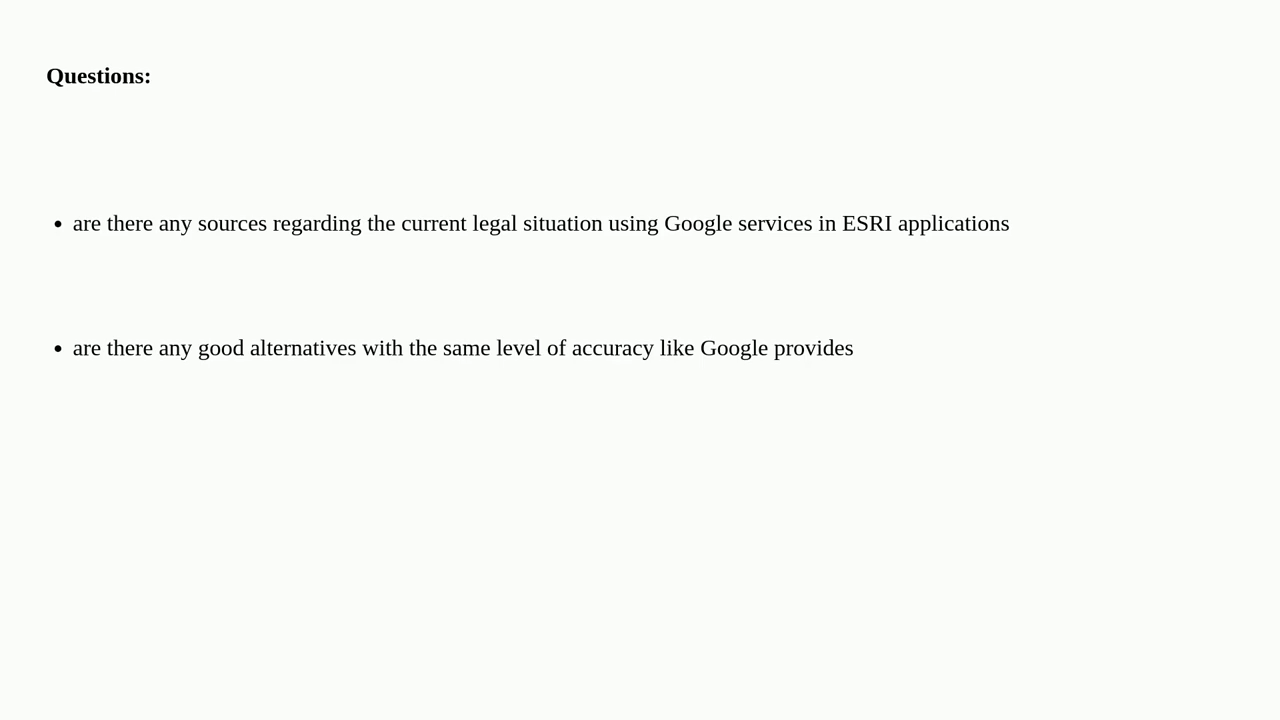 Questions:
• are there any sources regarding the current legal situation using Google services in ESRI applications
• are there any good alternatives with the same level of accuracy like Google provides